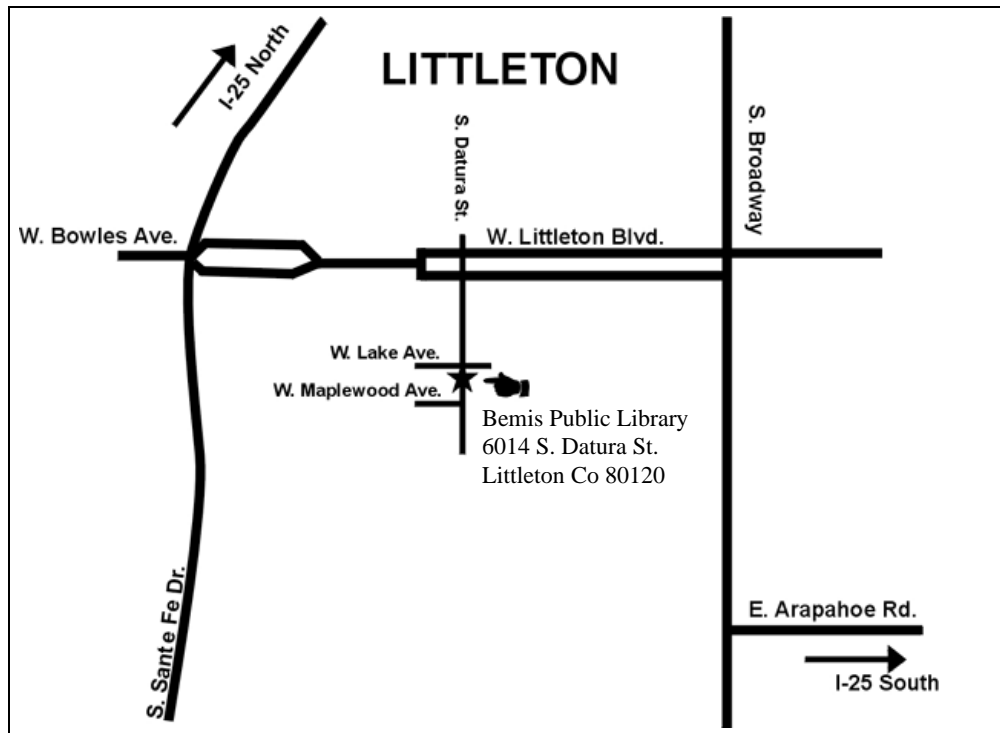 LITTLETON
I-25 North
S. Datura St.
S. Broadway
W. Bowles Ave.
W. Littleton Blvd.
W. Lake Ave.
W. Maplewood Ave.
Bemis Public Library
6014 S. Datura St.
Littleton Co 80120
S. Sante Fe Dr.
E. Arapahoe Rd.
I-25 South